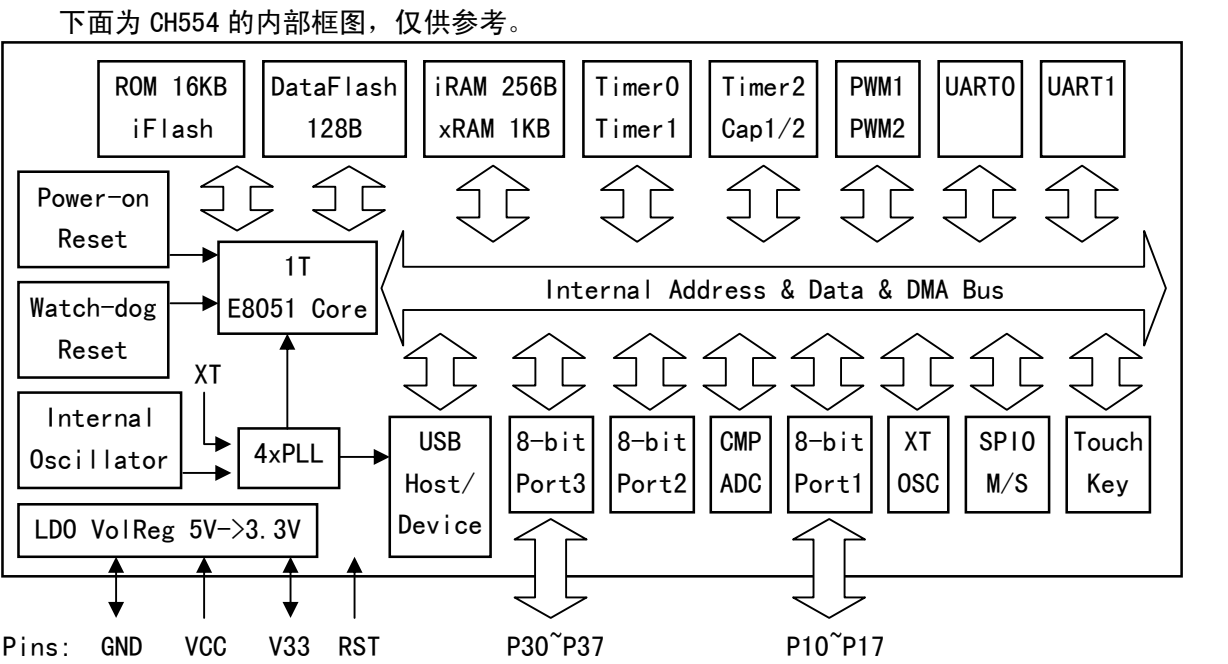 下面为 CH554 的内部框图，仅供参考。
ROM 16KB
iFlash
DataFlash
128B
iRAM 256B
xRAM 1KB
Timer0
Timer1
Timer2
Cap1/2
PWM1
PWM2
UART0
UART1
Power-on
Reset
1T
E8051 Core
Internal Address & Data & DMA Bus
Watch-dog
Reset
XT
Internal
Oscillator
4xPLL
USB
Host/
Device
8-bit
Port3
8-bit
Port2
CMP
ADC
8-bit
Port1
XT
OSC
SPI0
M/S
Touch
Key
LDO VolReg 5V->3.3V
Pins: GND VCC V33 RST P30~P37 P10~P17